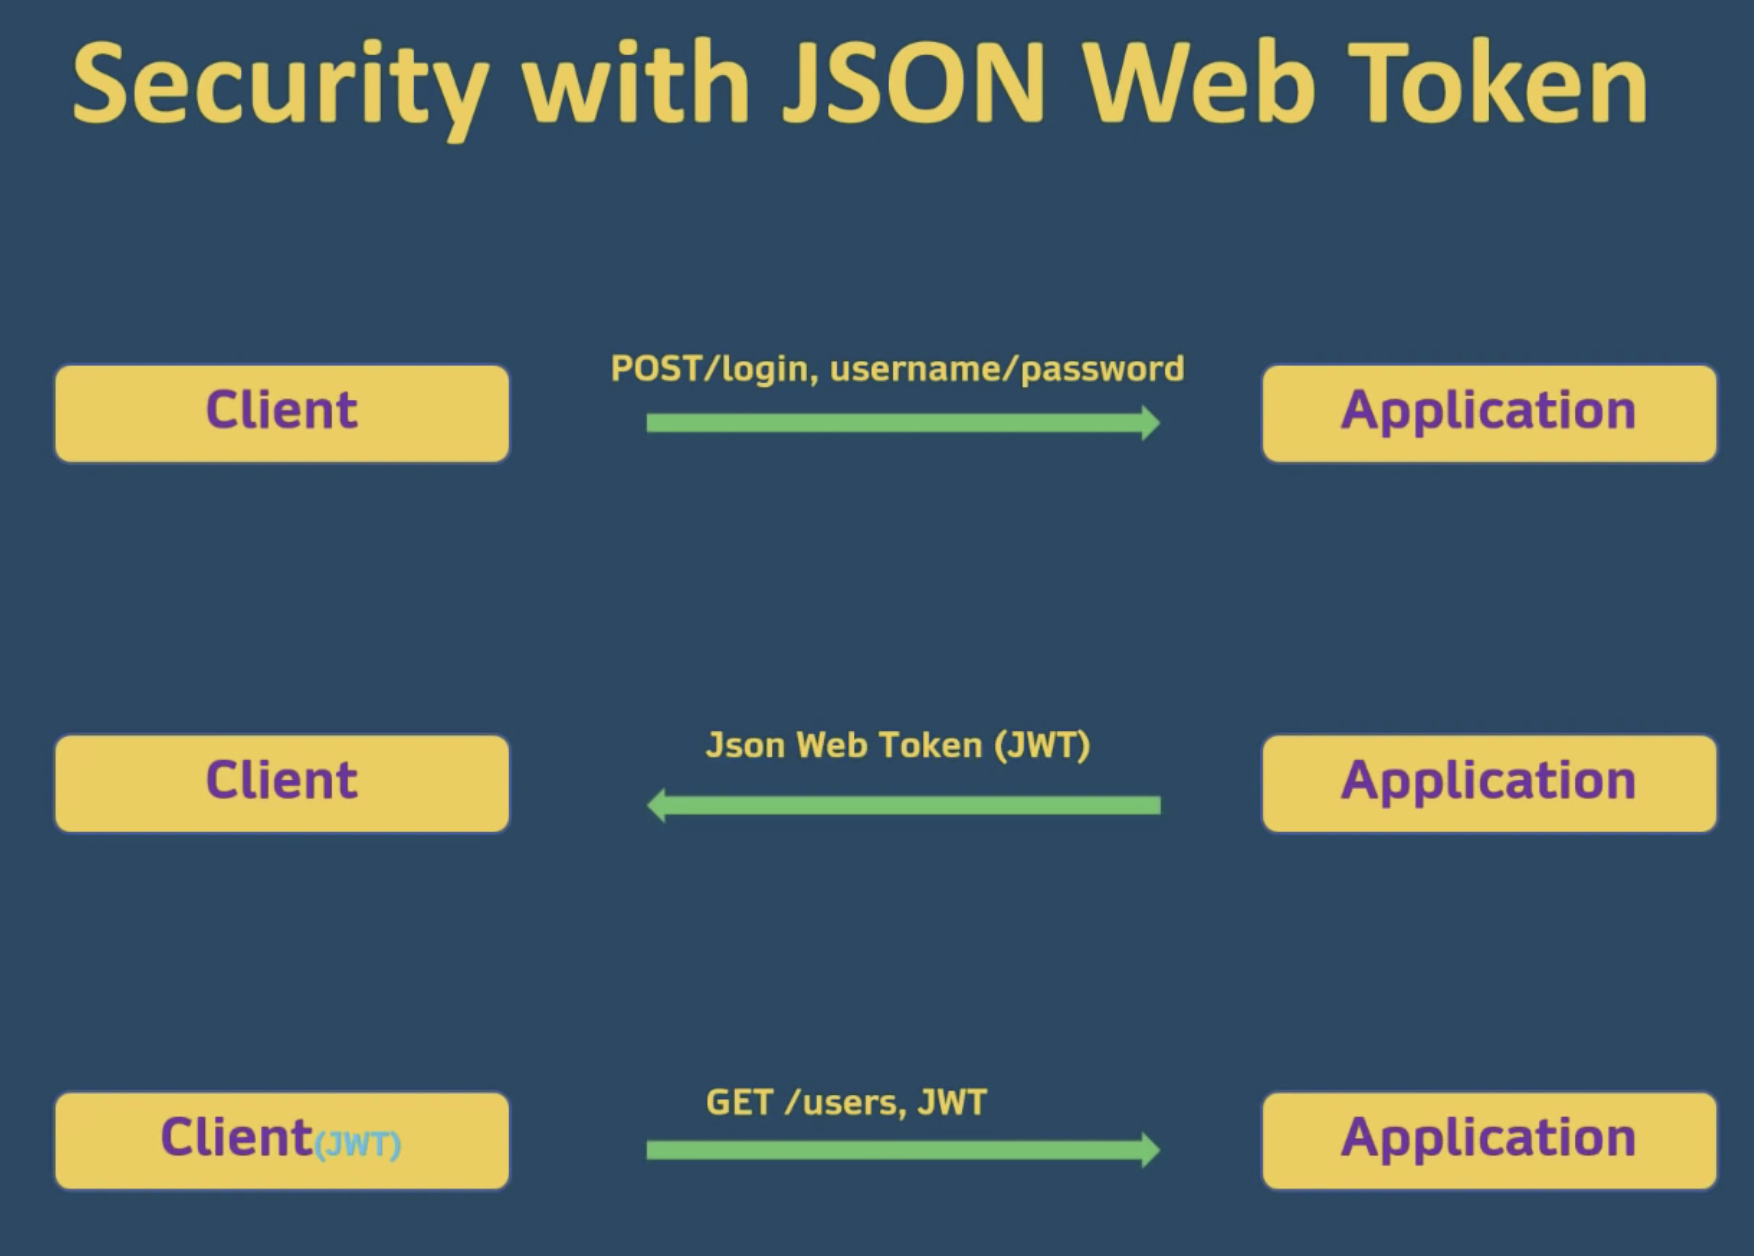 Security with JSON Web Token
POST/login, username/password
Client
Application
Json Web Token (JWT)
Client
Application
GET /users, JWT
Client(JWT)
Application